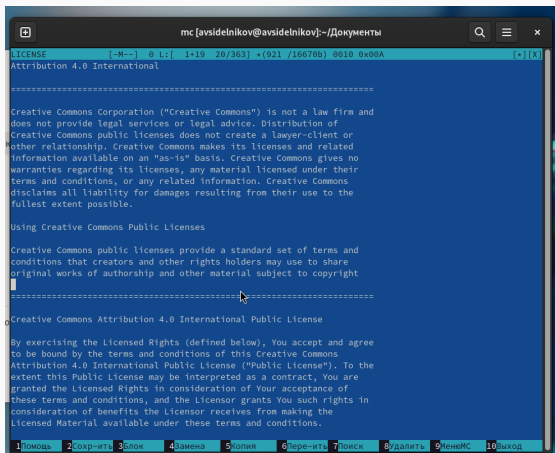 mc [avsidelnikov@avsidelnikov]:~/Документы
LICENSE [-M--] 0 L:[ 1+19 20/363] *(921 /16670b) 0010 0x00A [*][X]
Attribution 4.0 International
=======================================================================
Creative Commons Corporation ("Creative Commons") is not a law firm and
does not provide legal services or legal advice. Distribution of
Creative Commons public licenses does not create a lawyer-client or
other relationship. Creative Commons makes its licenses and related
information available on an "as-is" basis. Creative Commons gives no
warranties regarding its licenses, any material licensed under their
terms and conditions, or any related information. Creative Commons
disclaims all liability for damages resulting from their use to the
fullest extent possible.
Using Creative Commons Public Licenses
Creative Commons public licenses provide a standard set of terms and
conditions that creators and other rights holders may use to share
original works of authorship and other material subject to copyright
=======================================================================
Creative Commons Attribution 4.0 International Public License
By exercising the Licensed Rights (defined below), You accept and agree
to be bound by the terms and conditions of this Creative Commons
Attribution 4.0 International Public License ("Public License"). To the
extent this Public License may be interpreted as a contract, You are
granted the Licensed Rights in consideration of Your acceptance of
these terms and conditions, and the Licensor grants You such rights in
consideration of benefits the Licensor receives from making the
Licensed Material available under these terms and conditions.
1Помощь 2Сохр-ить 3Блок 4Замена 5Копия 6Пере-ить 7Поиск 8Удалить 9МенюMC 10Выход